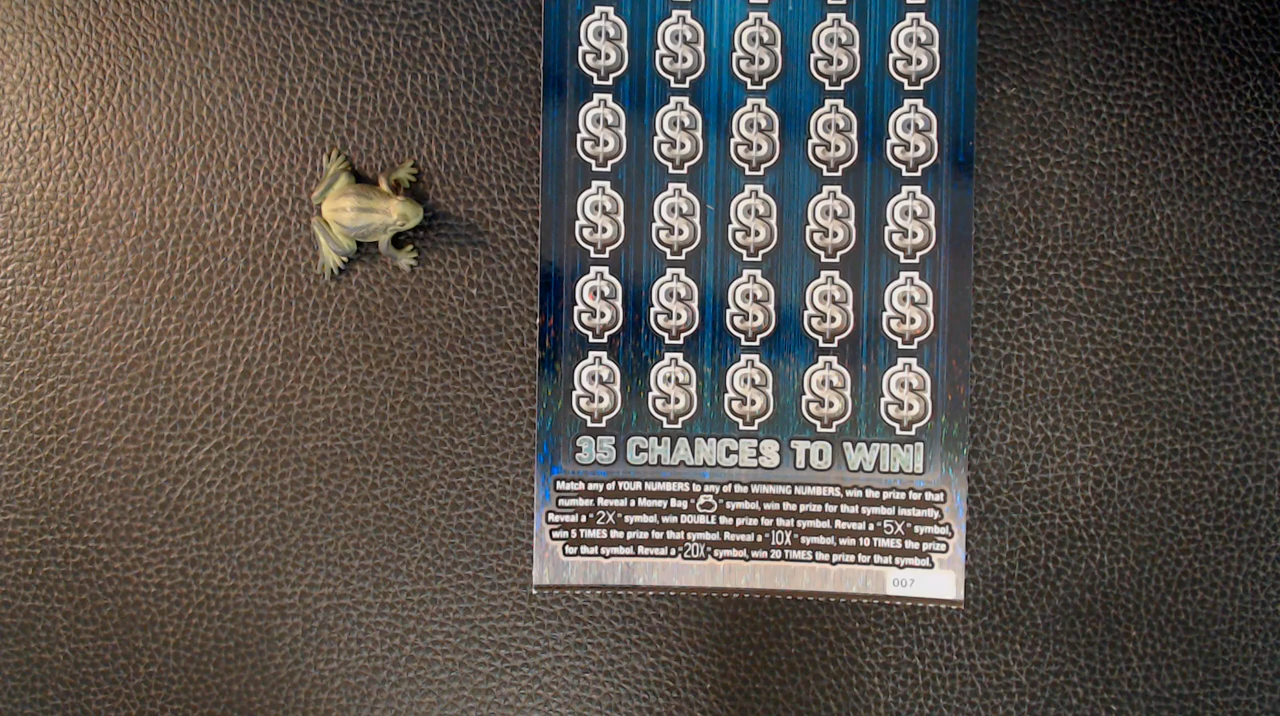 35 CHANCES TO WIN!
Match any of YOUR NUMBERS to any of the WINNING NUMBERS, win the prize for that
number. Reveal a Money Bag " " symbol, win the prize for that symbol instantly.
Reveal a "2X" symbol, win DOUBLE the prize for that symbol. Reveal a "5X" symbol,
win 5 TIMES the prize for that symbol. Reveal a "10X" symbol, win 10 TIMES the prize
for that symbol. Reveal a "20X" symbol, win 20 TIMES the prize for that symbol.
007